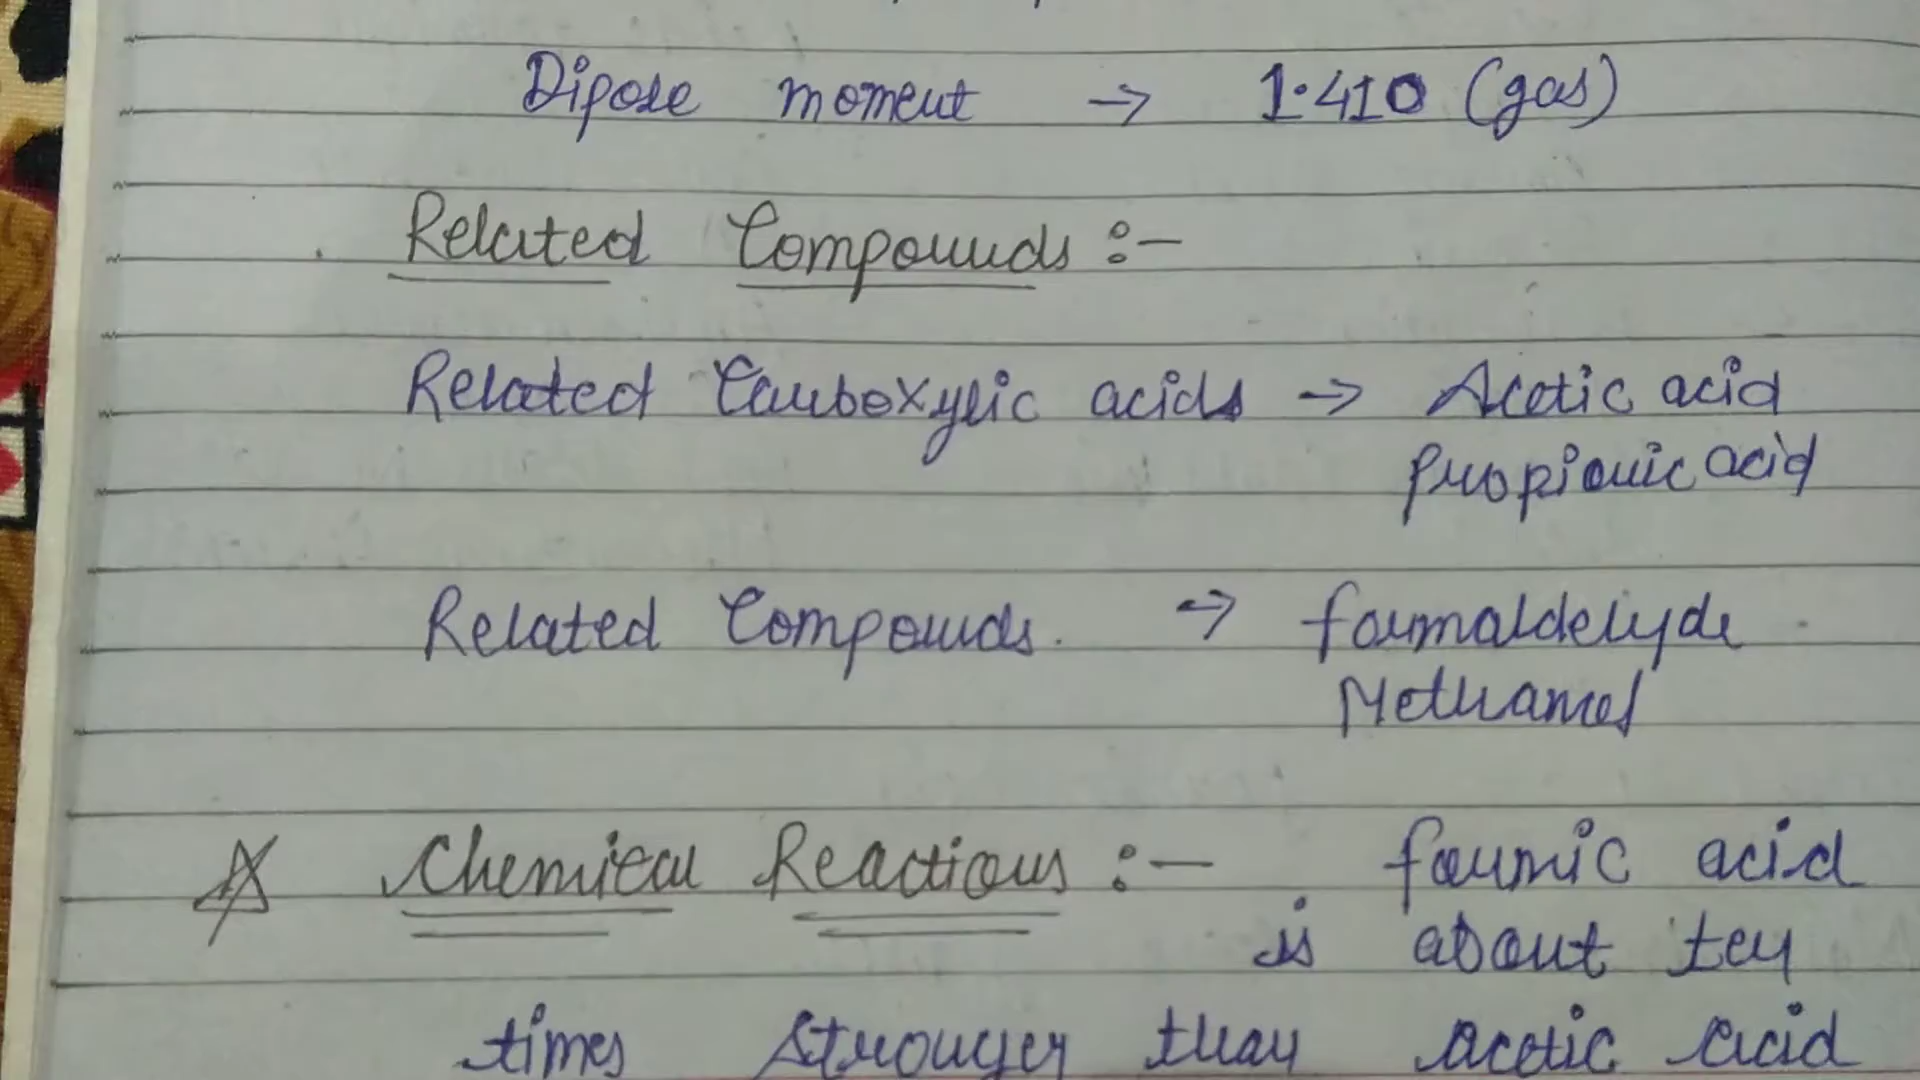 Dipole moment → 1.410 (gas)
Related Compounds :-
Related Carboxylic acids → Acetic acid
Propionic acid
Related Compounds. → formaldehyde
Methanol
Chemical Reactions :- formic acid
is about ten
times stronger than acetic acid